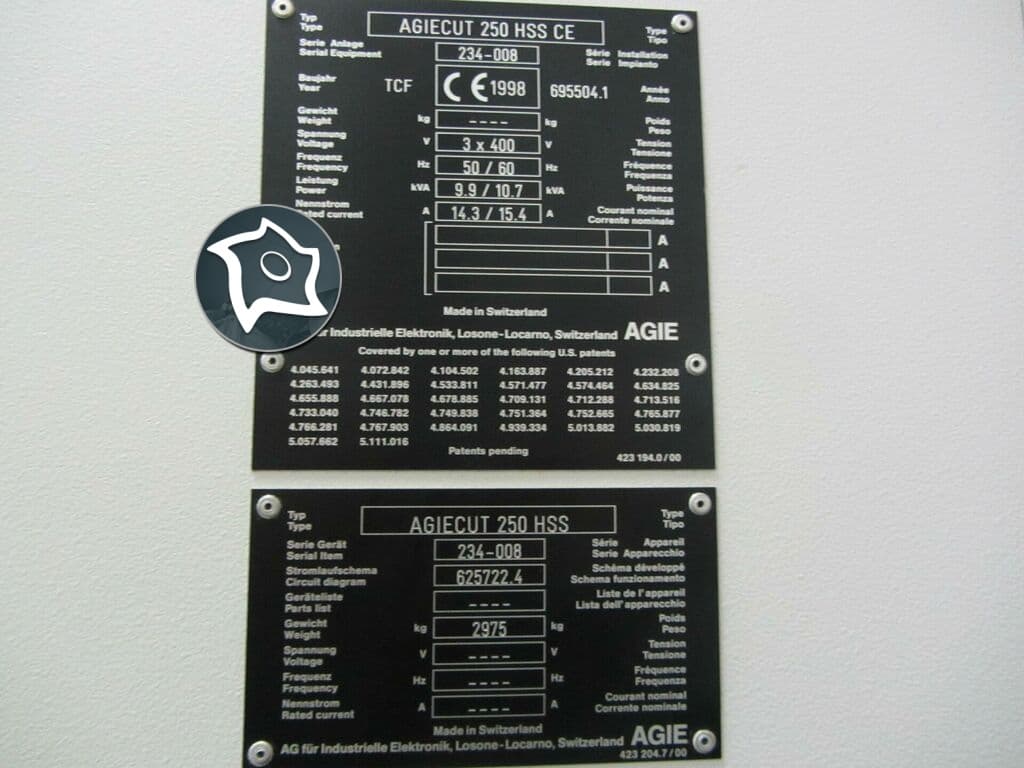 Typ
Type
AGIECUT 250 HSS CE
Type
Tipo
Serie Anlage
Serial Equipment
234-008
Série Installation
Serie Impianto
Baujahr
Year
TCF
CE 1998
695504.1
Année
Anno
Gewicht
Weight
kg
----
kg
Poids
Peso
Spannung
Voltage
V
3 x 400
V
Tension
Tensione
Frequenz
Frequency
Hz
50 / 60
Hz
Fréquence
Frequenza
Leistung
Power
kVA
9.9 / 10.7
kVA
Puissance
Potenza
Nennstrom
Rated current
A
14.3 / 15.4
A
Courant nominal
Corrente nominale
A
A
A
Made in Switzerland
für Industrielle Elektronik, Losone-Locarno, Switzerland AGIE
Covered by one or more of the following U.S. patents
4.045.641 4.072.842 4.104.502 4.163.887 4.205.212 4.232.208
4.263.493 4.431.896 4.533.811 4.571.477 4.574.464 4.634.825
4.655.888 4.667.078 4.678.885 4.709.131 4.712.288 4.713.516
4.733.040 4.746.782 4.749.838 4.751.364 4.752.665 4.765.877
4.766.281 4.767.903 4.864.091 4.939.334 5.013.882 5.030.819
5.057.662 5.111.016
Patents pending
423 194.0/00
Typ
Type
AGIECUT 250 HSS
Type
Tipo
Serie Gerät
Serial Item
234-008
Série Appareil
Serie Apparecchio
Stromlaufschema
Circuit diagram
625722.4
Schéma développé
Schema funzionamento
Geräteliste
Parts list
----
Liste de l'appareil
Lista dell'apparecchio
Gewicht
Weight
kg
2975
kg
Poids
Peso
Spannung
Voltage
V
----
V
Tension
Tensione
Frequenz
Frequency
Hz
----
Hz
Fréquence
Frequenza
Nennstrom
Rated current
A
----
A
Courant nominal
Corrente nominale
Made in Switzerland
AG für Industrielle Elektronik, Losone-Locarno, Switzerland AGIE
423 204.7/00